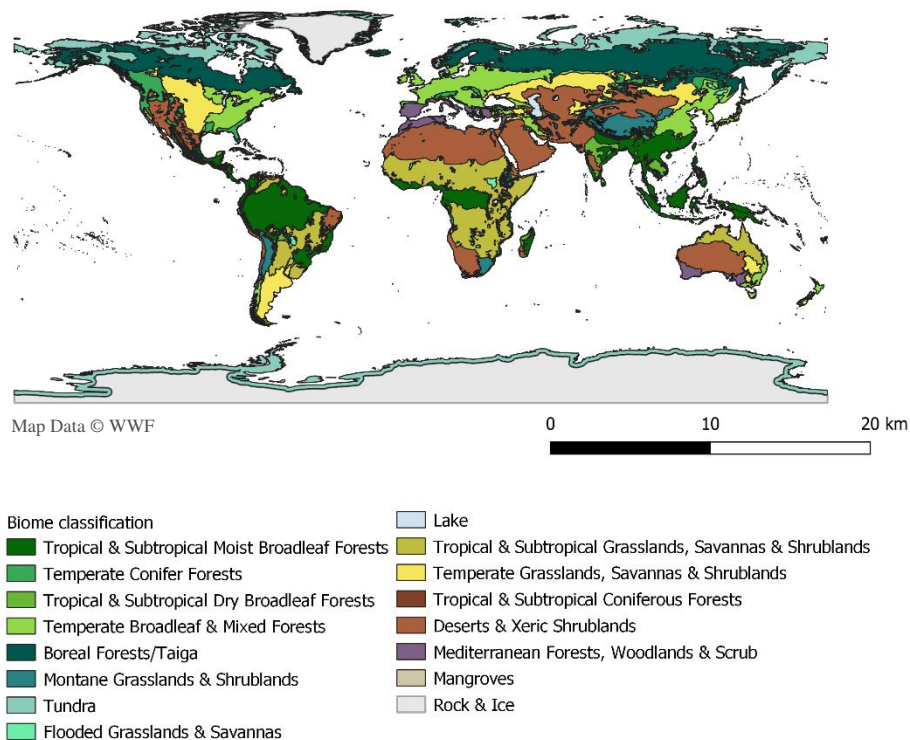 Map Data © WWF
0 10 20 km
Biome classification
Tropical & Subtropical Moist Broadleaf Forests
Temperate Conifer Forests
Tropical & Subtropical Dry Broadleaf Forests
Temperate Broadleaf & Mixed Forests
Boreal Forests/Taiga
Montane Grasslands & Shrublands
Tundra
Flooded Grasslands & Savannas
Lake
Tropical & Subtropical Grasslands, Savannas & Shrublands
Temperate Grasslands, Savannas & Shrublands
Tropical & Subtropical Coniferous Forests
Deserts & Xeric Shrublands
Mediterranean Forests, Woodlands & Scrub
Mangroves
Rock & Ice